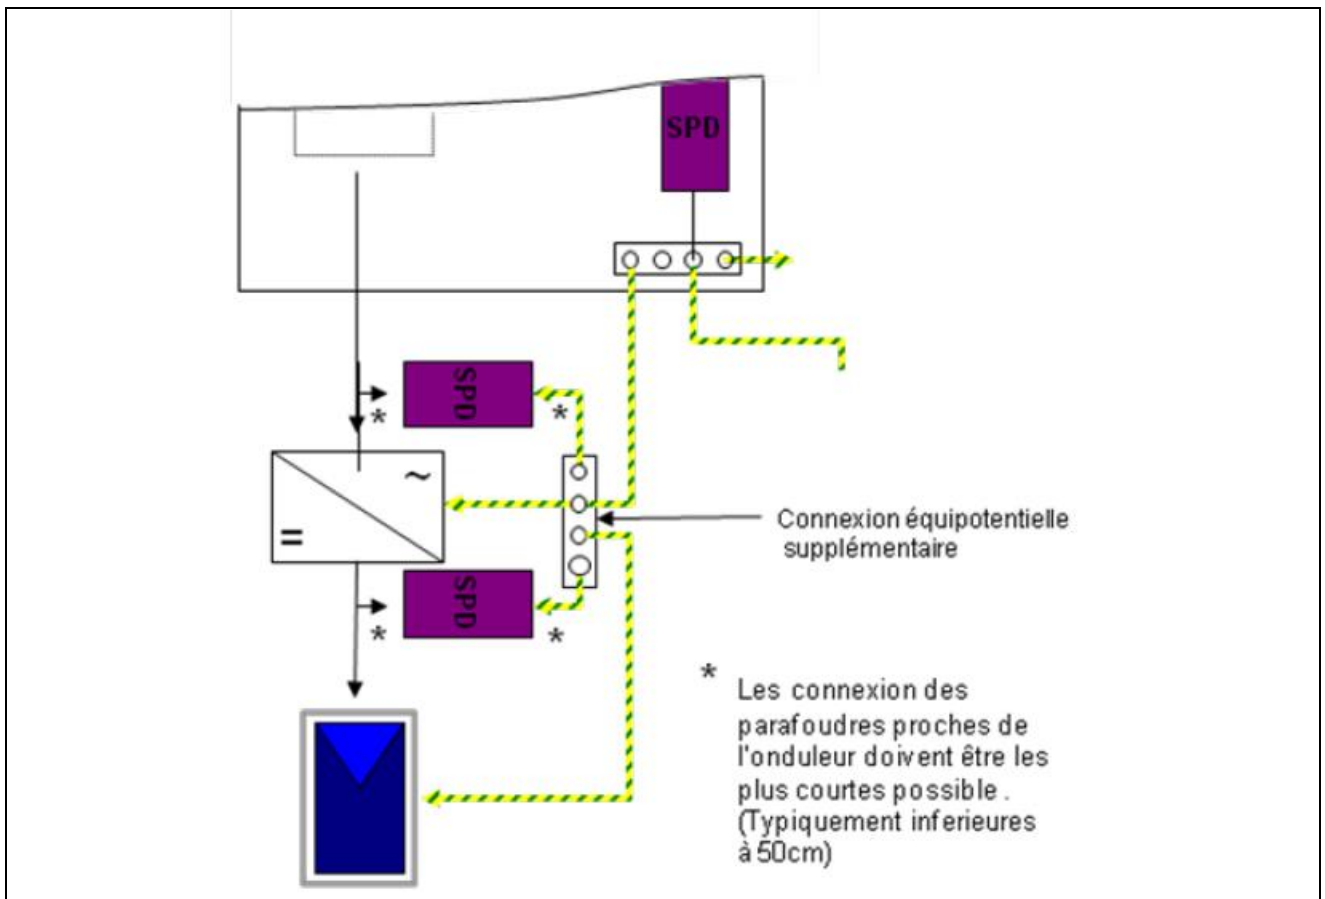 SPD
SPD
*
*
~
=
Connexion équipotentielle
supplémentaire
SPD
*
*
*
Les connexion des
parafoudres proches de
l'onduleur doivent être les
plus courtes possible .
(Typiquement inferieures
à 50cm)